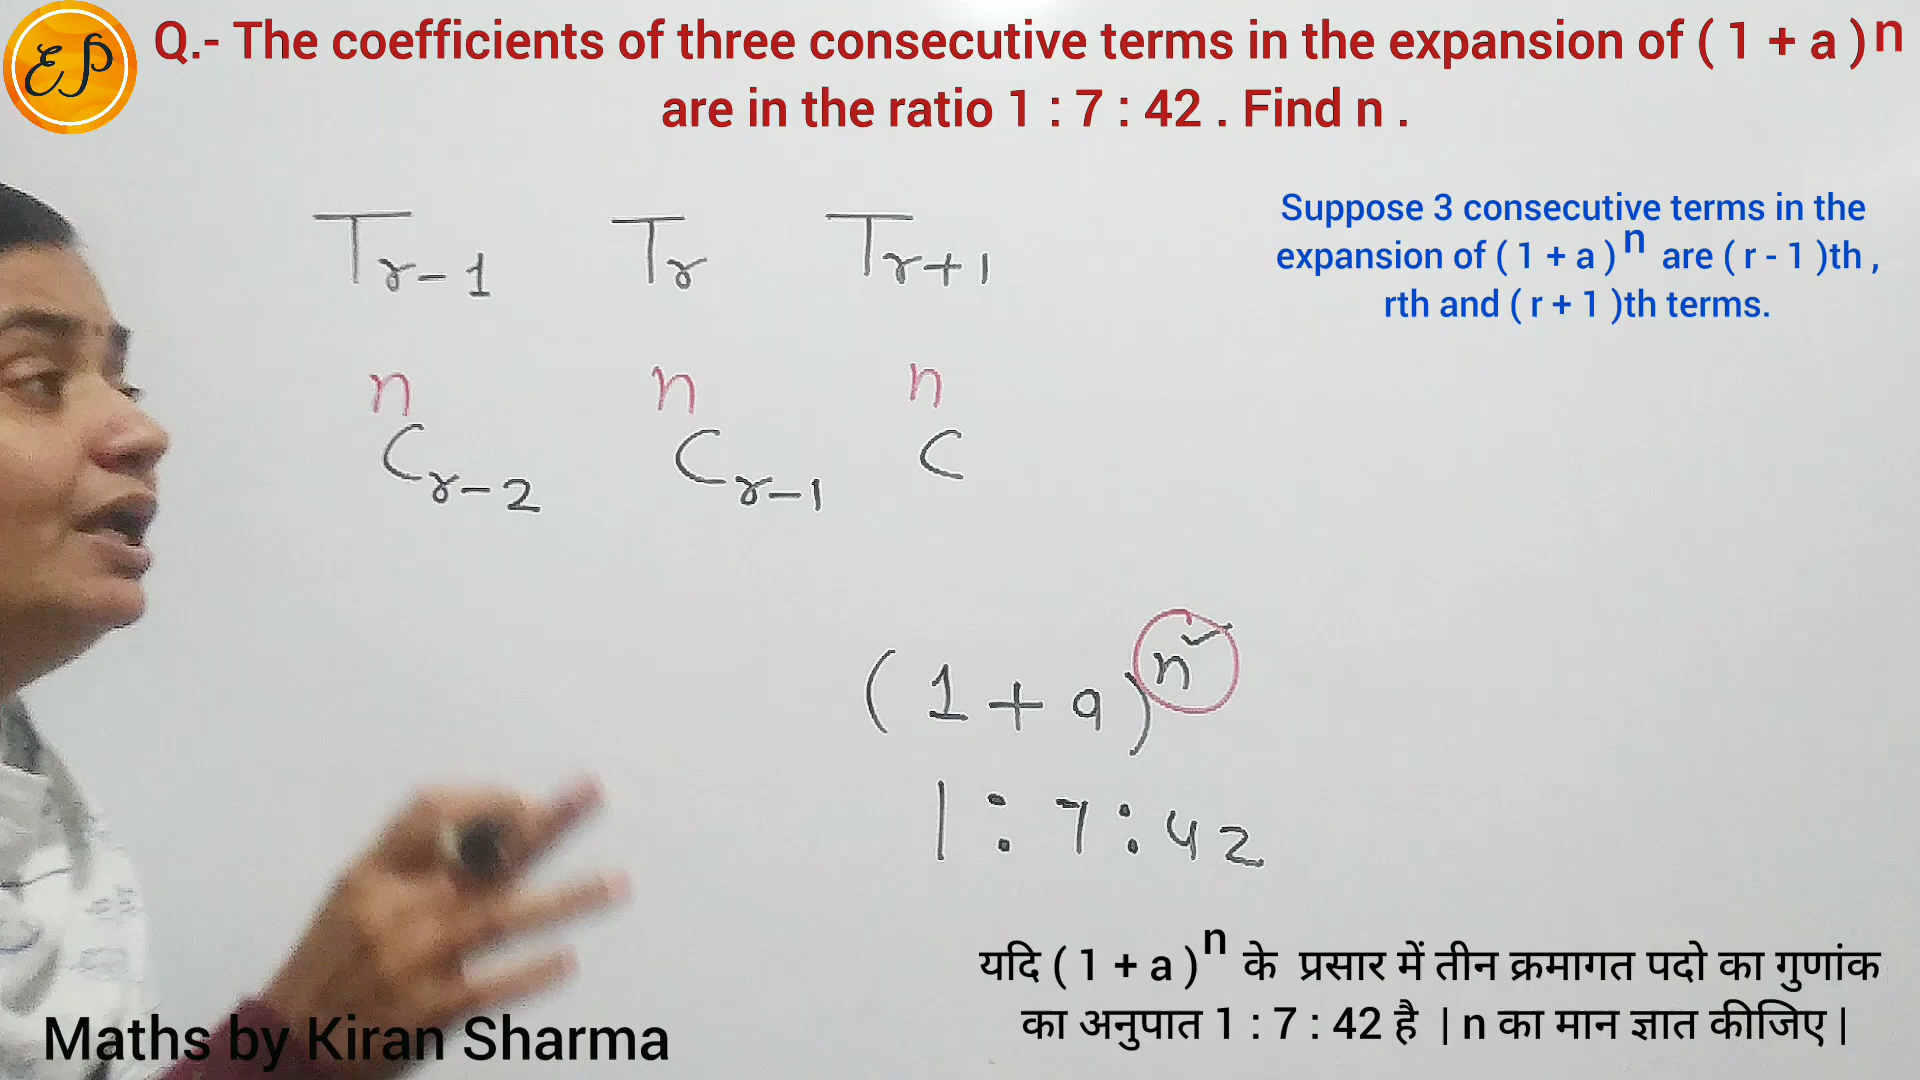 EP
Q.- The coefficients of three consecutive terms in the expansion of ( 1 + a )ⁿ
are in the ratio 1 : 7 : 42 . Find n .
Suppose 3 consecutive terms in the
expansion of ( 1 + a )ⁿ are ( r - 1 )th ,
rth and ( r + 1 )th terms.
Tr-1 Tr Tr+1
n n n
Cr-2 Cr-1 C
(1+a)ⁿ
1:7:42
यदि ( 1 + a )ⁿ के प्रसार में तीन क्रमागत पदो का गुणांक
का अनुपात 1 : 7 : 42 है | n का मान ज्ञात कीजिए |
Maths by Kiran Sharma